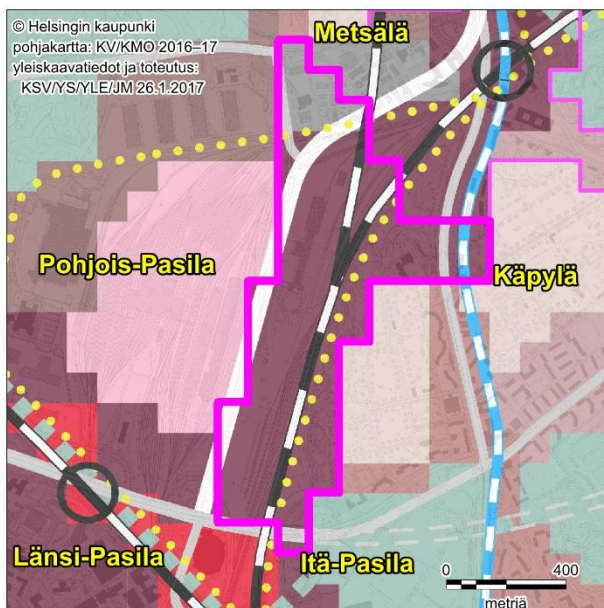 © Helsingin kaupunki
pohjakartta: KV/KMO 2016–17
yleiskaavatiedot ja toteutus:
KSV/YS/YLE/JM 26.1.2017
Metsälä
Pohjois-Pasila
Käpylä
Länsi-Pasila
Itä-Pasila
0 400
metriä